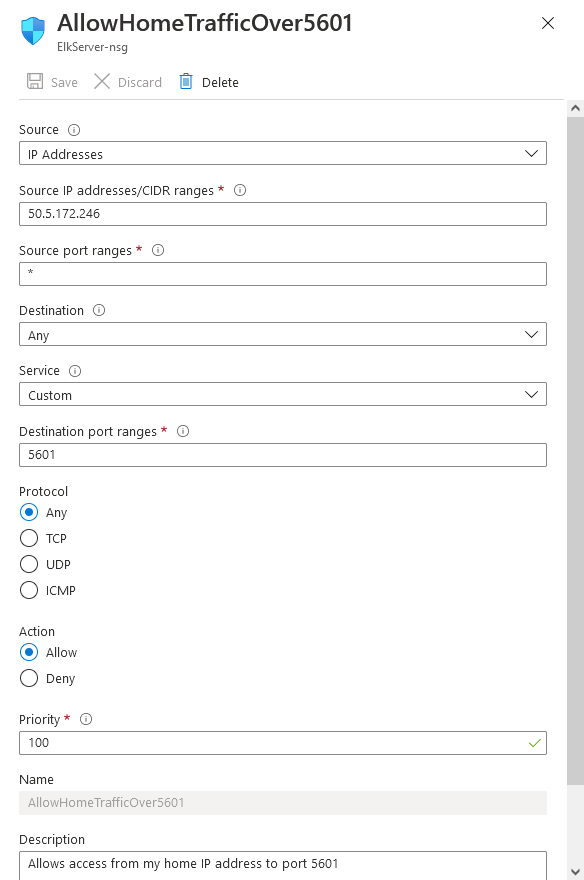 AllowHomeTrafficOver5601
ElkServer-nsg
Save Discard Delete
Source
IP Addresses
Source IP addresses/CIDR ranges *
50.5.172.246
Source port ranges *
*
Destination
Any
Service
Custom
Destination port ranges *
5601
Protocol
Any
TCP
UDP
ICMP
Action
Allow
Deny
Priority *
100
Name
AllowHomeTrafficOver5601
Description
Allows access from my home IP address to port 5601